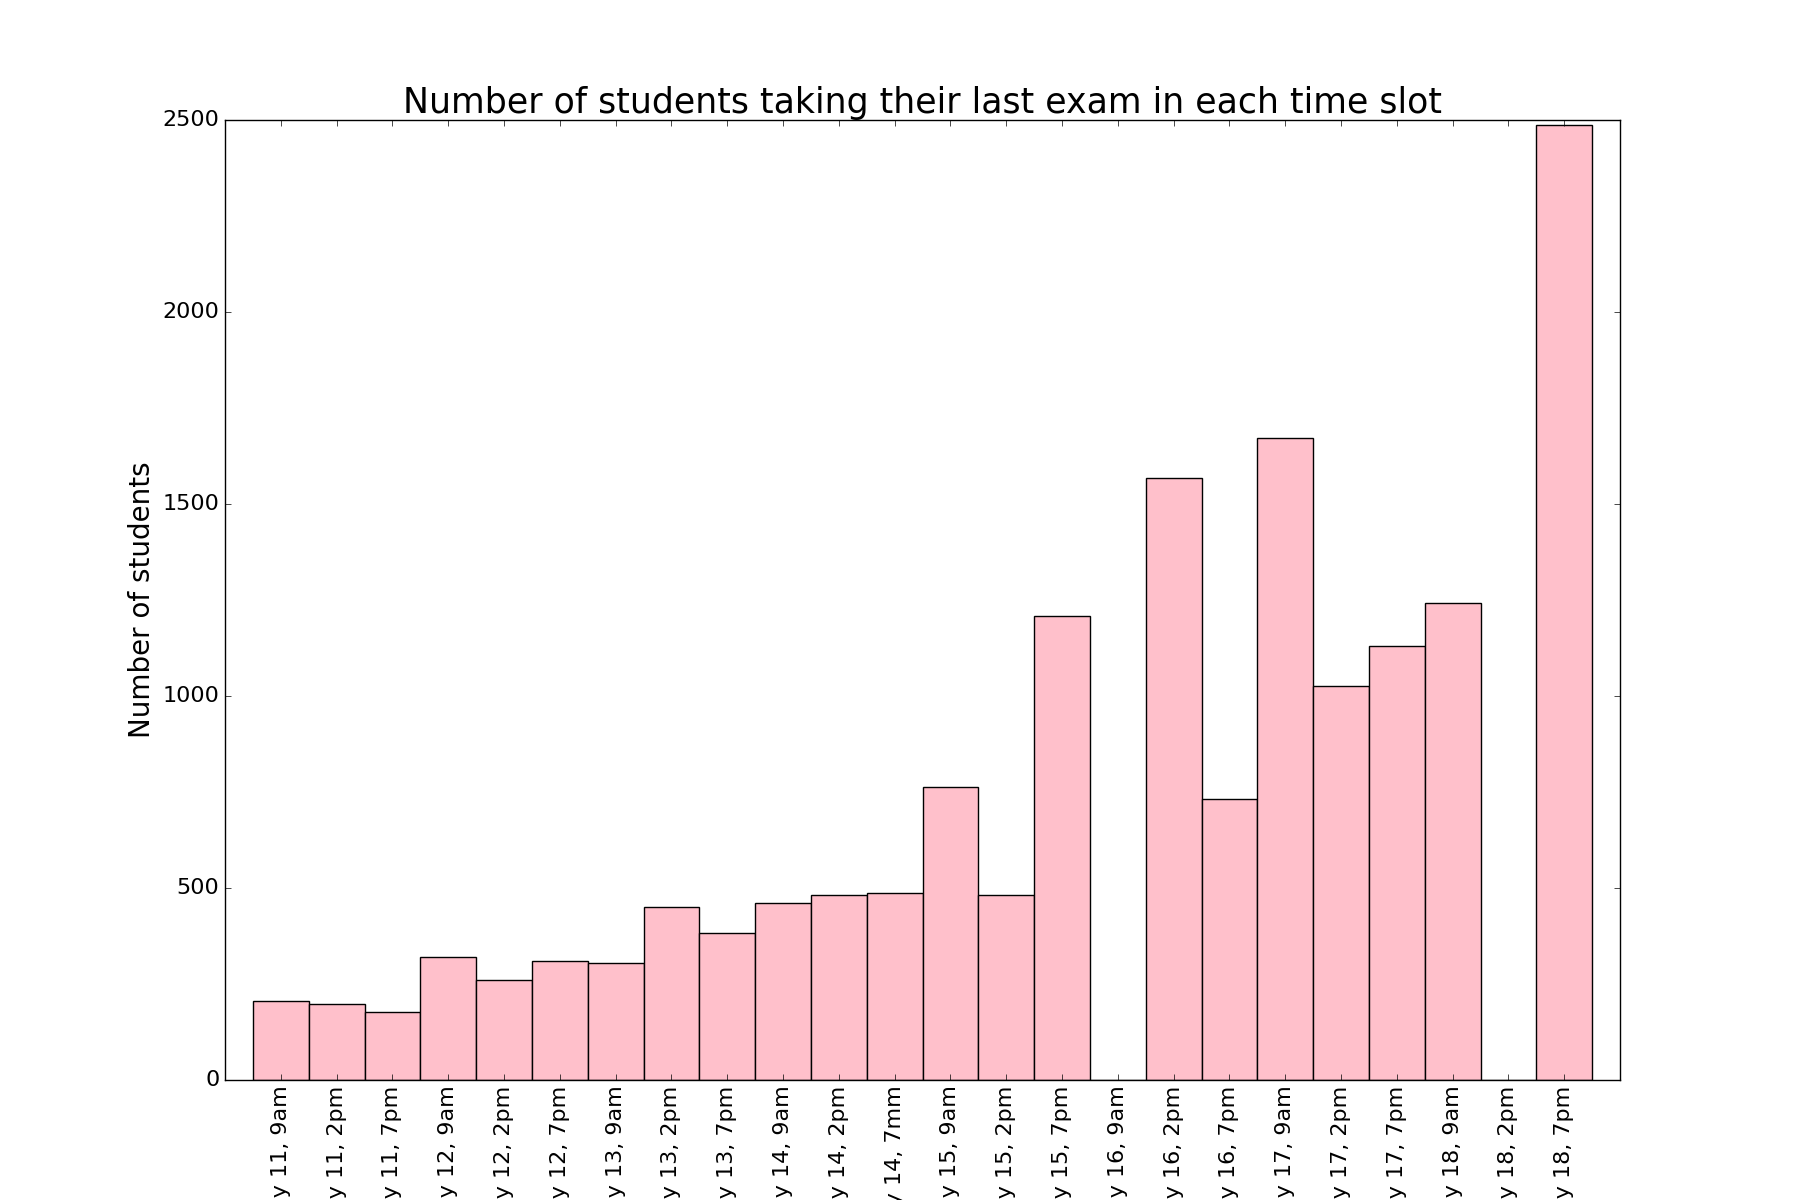 Number of students taking their last exam in each time slot
Number of students
2500
2000
1500
1000
500
0
y 11, 9am
y 11, 2pm
y 11, 7pm
y 12, 9am
y 12, 2pm
y 12, 7pm
y 13, 9am
y 13, 2pm
y 13, 7pm
y 14, 9am
y 14, 2pm
y 14, 7mm
y 15, 9am
y 15, 2pm
y 15, 7pm
y 16, 9am
y 16, 2pm
y 16, 7pm
y 17, 9am
y 17, 2pm
y 17, 7pm
y 18, 9am
y 18, 2pm
y 18, 7pm